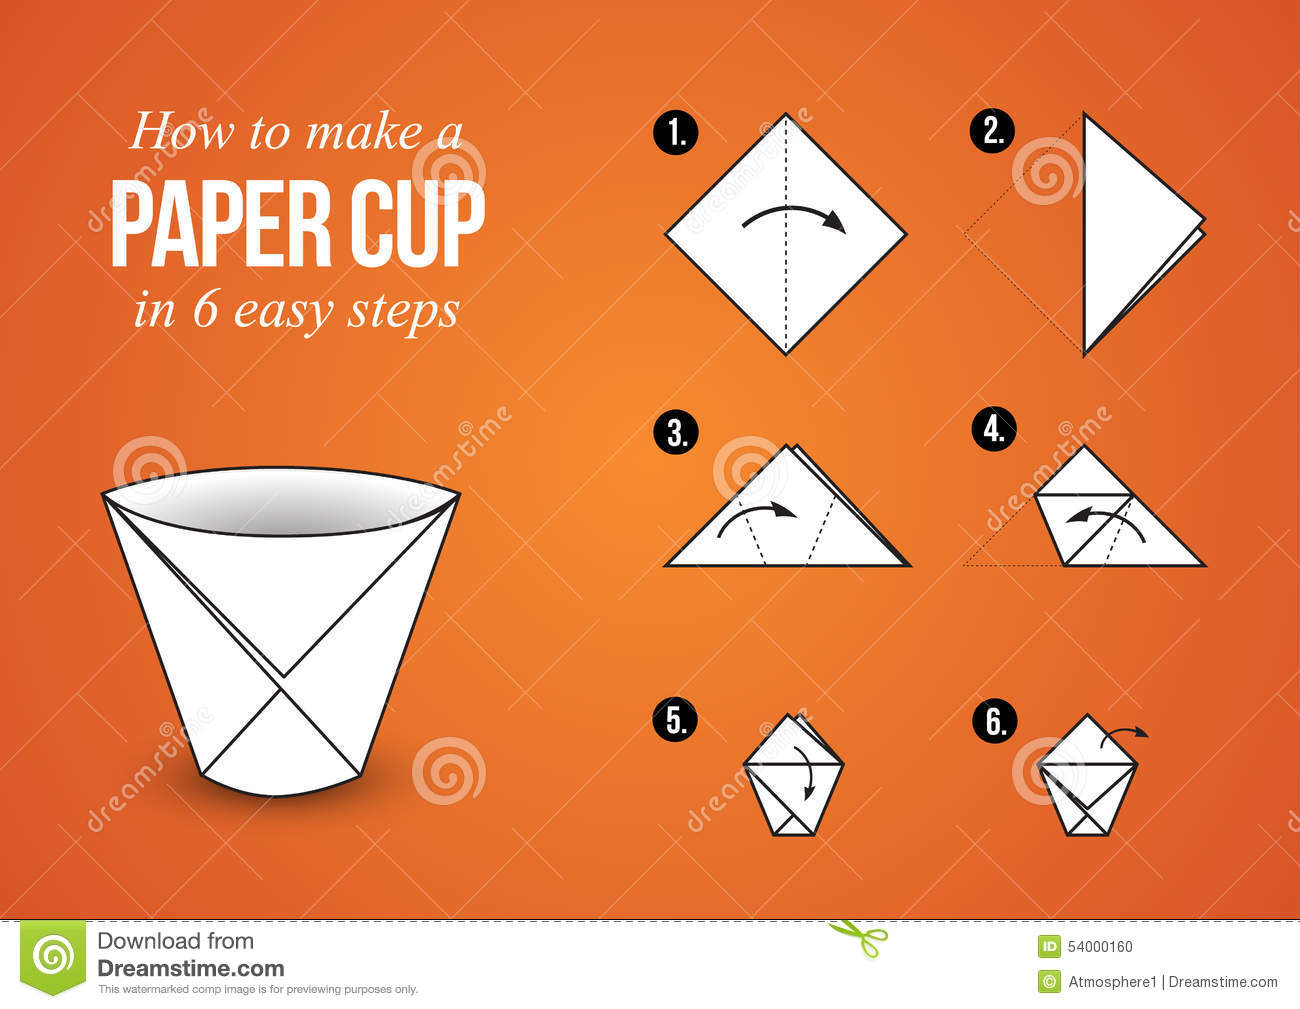 How to make a
PAPER CUP
in 6 easy steps
1.
2.
3.
4.
5.
6.
dreamstime
Download from
Dreamstime.com
This watermarked comp image is for previewing purposes only.
ID 54000160
© Atmosphere1 | Dreamstime.com